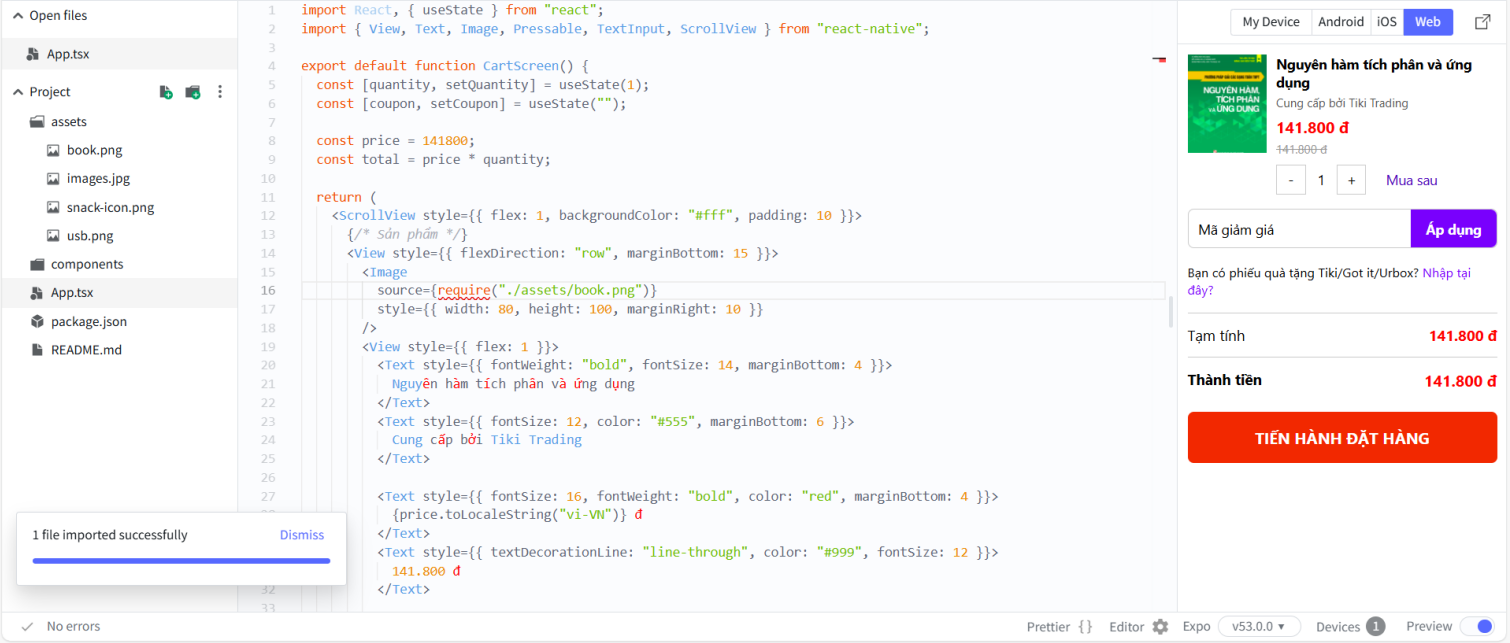 Open files
App.tsx
Project
assets
book.png
images.jpg
snack-icon.png
usb.png
components
App.tsx
package.json
README.md
1 file imported successfully Dismiss
No errors
1 import React, { useState } from "react";
2 import { View, Text, Image, Pressable, TextInput, ScrollView } from "react-native";
3
4 export default function CartScreen() {
5 const [quantity, setQuantity] = useState(1);
6 const [coupon, setCoupon] = useState("");
7
8 const price = 141800;
9 const total = price * quantity;
10
11 return (
12 <ScrollView style={{ flex: 1, backgroundColor: "#fff", padding: 10 }}>
13 {/* Sản phẩm */}
14 <View style={{ flexDirection: "row", marginBottom: 15 }}>
15 <Image
16 source={require("./assets/book.png")}
17 style={{ width: 80, height: 100, marginRight: 10 }}
18 />
19 <View style={{ flex: 1 }}>
20 <Text style={{ fontWeight: "bold", fontSize: 14, marginBottom: 4 }}>
21 Nguyên hàm tích phân và ứng dụng
22 </Text>
23 <Text style={{ fontSize: 12, color: "#555", marginBottom: 6 }}>
24 Cung cấp bởi Tiki Trading
25 </Text>
26
27 <Text style={{ fontSize: 16, fontWeight: "bold", color: "red", marginBottom: 4 }}>
{price.toLocaleString("vi-VN")} đ
</Text>
<Text style={{ textDecorationLine: "line-through", color: "#999", fontSize: 12 }}>
141.800 đ
32 </Text>
33
My Device Android iOS Web
NGUYÊN HÀM,
TÍCH PHÂN
VÀ ỨNG DỤNG
Nguyên hàm tích phân và ứng
dụng
Cung cấp bởi Tiki Trading
141.800 đ
141.800 đ
- 1 + Mua sau
Mã giảm giá Áp dụng
Bạn có phiếu quà tặng Tiki/Got it/Urbox? Nhập tại
đây?
Tạm tính 141.800 đ
Thành tiền 141.800 đ
TIẾN HÀNH ĐẶT HÀNG
Prettier {} Editor Expo v53.0.0 ▾ Devices 1 Preview